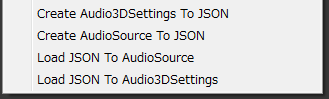 Create Audio3DSettings To JSON
Create AudioSource To JSON
Load JSON To AudioSource
Load JSON To Audio3DSettings